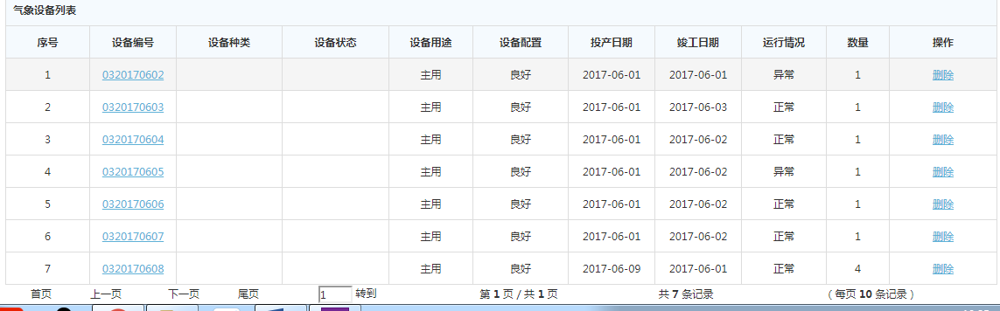 气象设备列表
序号 设备编号 设备种类 设备状态 设备用途 设备配置 投产日期 竣工日期 运行情况 数量 操作
1 0320170602 主用 良好 2017-06-01 2017-06-01 异常 1 删除
2 0320170603 主用 良好 2017-06-01 2017-06-03 正常 1 删除
3 0320170604 主用 良好 2017-06-01 2017-06-02 正常 1 删除
4 0320170605 主用 良好 2017-06-01 2017-06-02 异常 1 删除
5 0320170606 主用 良好 2017-06-01 2017-06-02 正常 1 删除
6 0320170607 主用 良好 2017-06-01 2017-06-02 正常 1 删除
7 0320170608 主用 良好 2017-06-09 2017-06-01 正常 4 删除
首页 上一页 下一页 尾页 1 转到 第 1 页 / 共 1 页 共 7 条记录 ( 每页 10 条记录 )